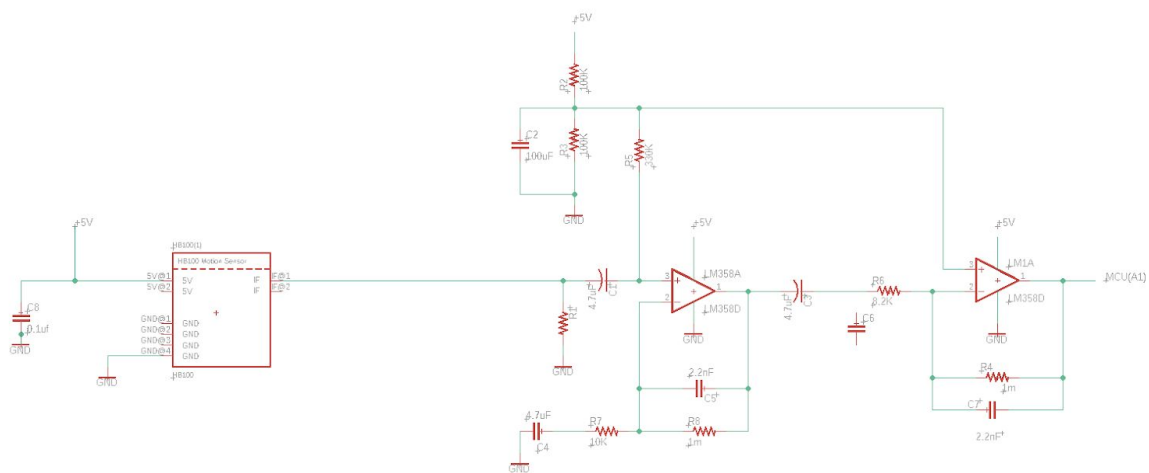 +5V
R2
100K
C2
100uF
R3
100K
R5
330K
GND
+5V
C8
0.1uf
GND
HB100(1)
HB100 Motion Sensor
5V@1
5V@2
5V
5V
IF
IF
IF@1
IF@2
GND@1
GND@2
GND@3
GND@4
GND
GND
GND
GND
HB100
GND
R1
GND
4.7uF
C1
+5V
3
2
1
LM358A
LM358D
GND
4.7uF
C3
R6
8.2K
C6
+5V
3
2
1
LM1A
LM358D
GND
MCU(A1)
2.2nF
C5
4.7uF
C4
R7
10K
R8
1m
GND
R4
1m
C7
2.2nF